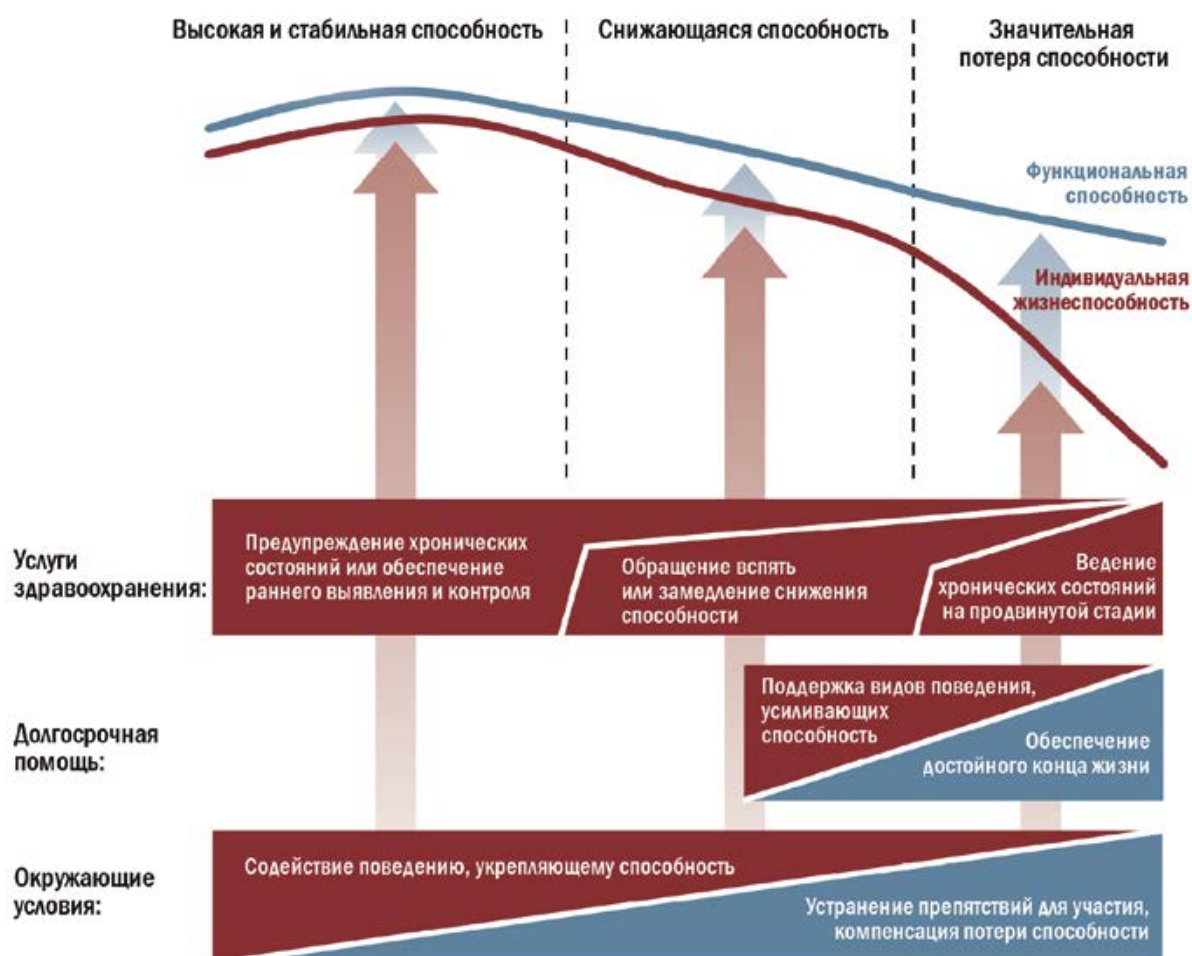 Высокая и стабильная способность
Снижающаяся способность
Значительная
потеря способности
Функциональная
способность
Индивидуальная
жизнеспособность
Услуги
здравоохранения:
Предупреждение хронических
состояний или обеспечение
раннего выявления и контроля
Обращение вспять
или замедление снижения
способности
Ведение
хронических состояний
на продвинутой стадии
Долгосрочная
помощь:
Поддержка видов поведения,
усиливающих
способность
Обеспечение
достойного конца жизни
Окружающие
условия:
Содействие поведению, укрепляющему способность
Устранение препятствий для участия,
компенсация потери способности